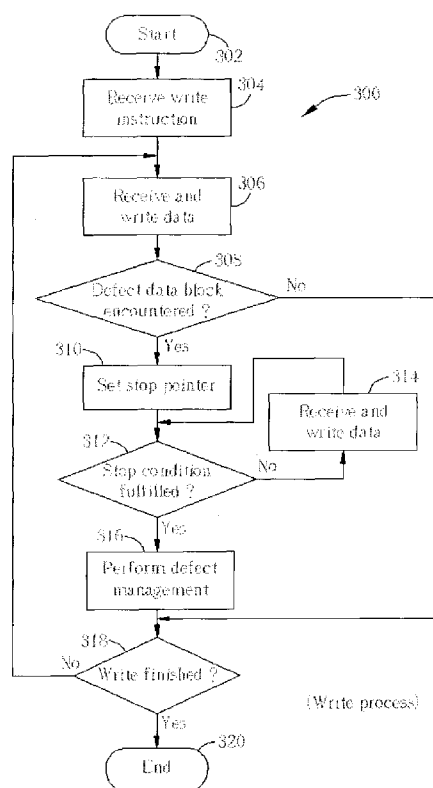 Start
302
Receive write
instruction
304
300
Receive and
write data
306
308
Defect data block
encountered ?
No
Yes
310
Set stop pointer
314
Receive and
write data
312
Stop condition
fulfilled ?
No
Yes
316
Perform defect
management
318
No
Write finished ?
(Write process)
Yes
320
End